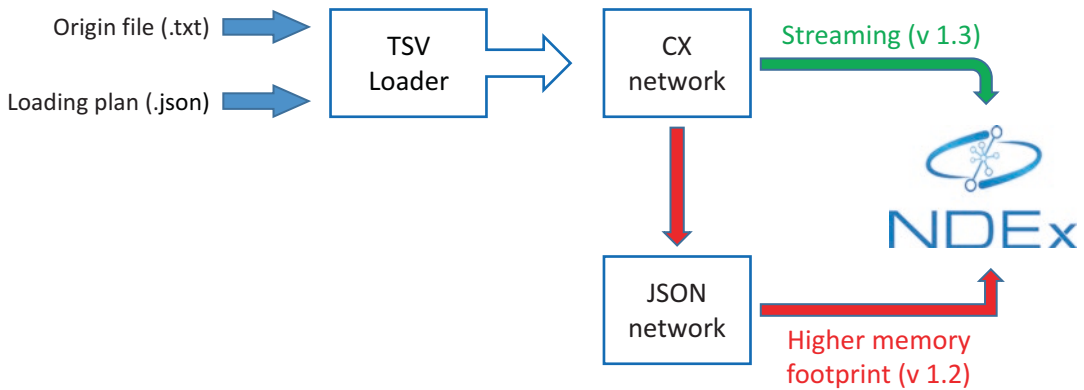 Origin file (.txt)
Loading plan (.json)
TSV
Loader
CX
network
Streaming (v 1.3)
NDEx
JSON
network
Higher memory
footprint (v 1.2)